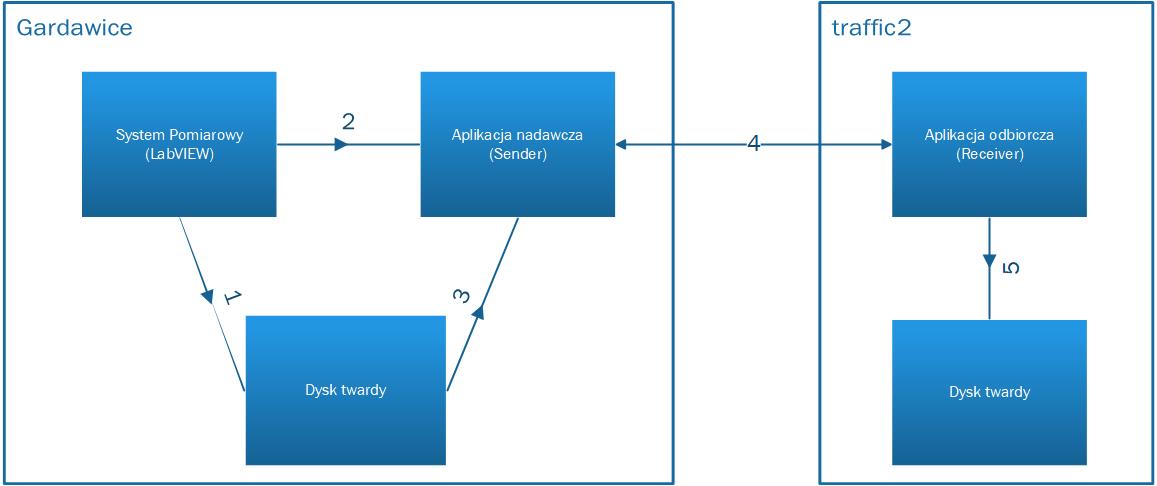 Gardawice
traffic2
System Pomiarowy
(LabVIEW)
2
Aplikacja nadawcza
(Sender)
4
Aplikacja odbiorcza
(Receiver)
1
3
5
Dysk twardy
Dysk twardy